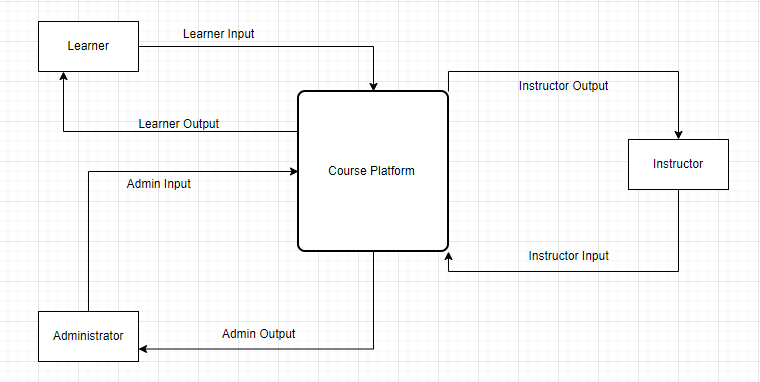 Learner
Learner Input
Instructor Output
Learner Output
Instructor
Course Platform
Admin Input
Instructor Input
Administrator
Admin Output